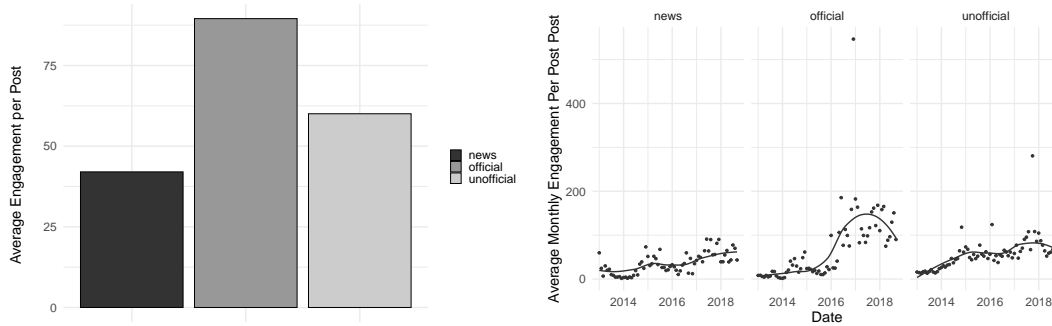 Average Engagement per Post
75
50
25
0
news
official
unofficial
Average Monthly Engagement Per Post Post
news
official
unofficial
400
200
0
2014 2016 2018
2014 2016 2018
2014 2016 2018
Date